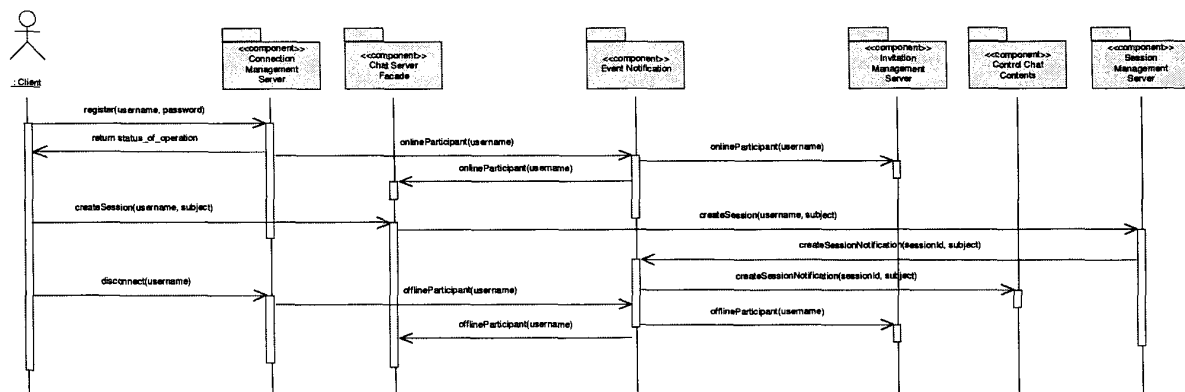 <<component>>
Connection
Management
Server
<<component>>
Chat Server
Facade
<<component>>
Event Notification
<<component>>
Invitation
Management
Server
<<component>>
Control Chat
Contents
<<component>>
Session
Management
Server
: Client
register(username, password)
return status_of_operation
onlineParticipant(username)
onlineParticipant(username)
onlineParticipant(username)
createSession(username, subject)
createSession(username, subject)
createSessionNotification(sessionId, subject)
createSessionNotification(sessionId, subject)
disconnect(username)
offlineParticipant(username)
offlineParticipant(username)
offlineParticipant(username)